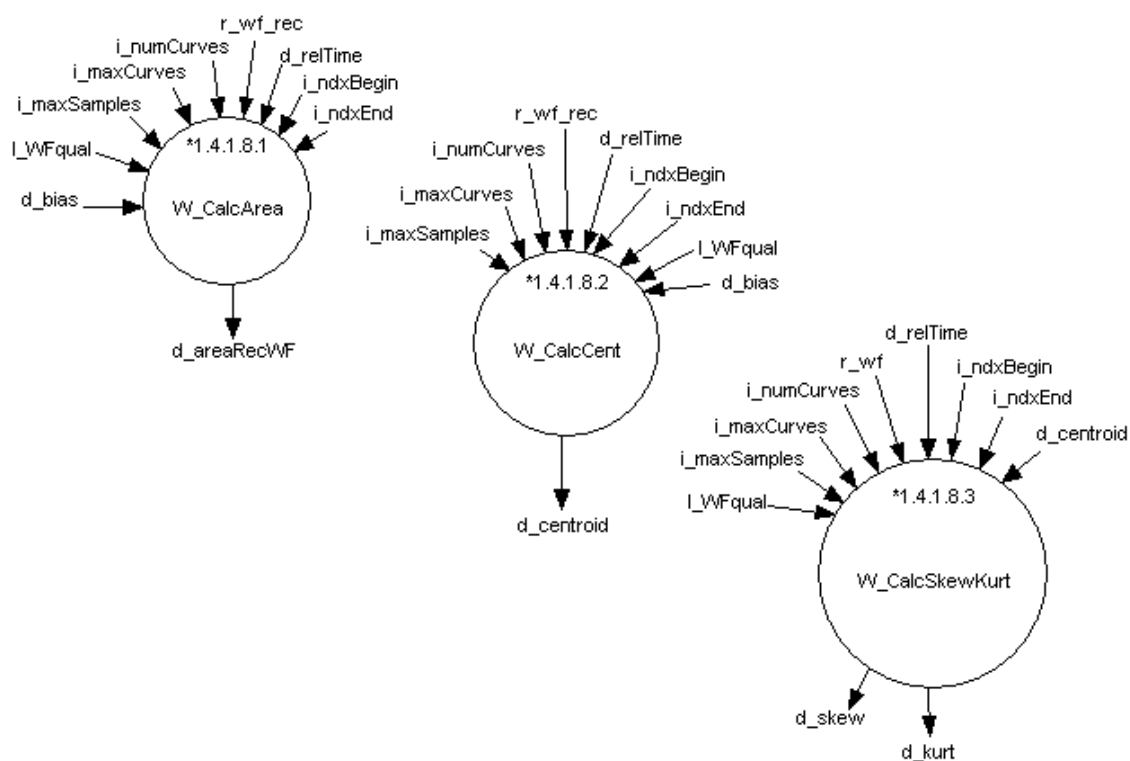 r_wf_rec
i_numCurves
d_relTime
i_maxCurves
i_ndxBegin
i_maxSamples
i_ndxEnd
l_WFqual
d_bias
*1.4.1.8.1
W_CalcArea
d_areaRecWF
r_wf_rec
d_relTime
i_numCurves
i_ndxBegin
i_maxCurves
i_ndxEnd
i_maxSamples
l_WFqual
d_bias
*1.4.1.8.2
W_CalcCent
d_centroid
d_relTime
r_wf
i_ndxBegin
i_numCurves
i_ndxEnd
i_maxCurves
d_centroid
i_maxSamples
l_WFqual
*1.4.1.8.3
W_CalcSkewKurt
d_skew
d_kurt